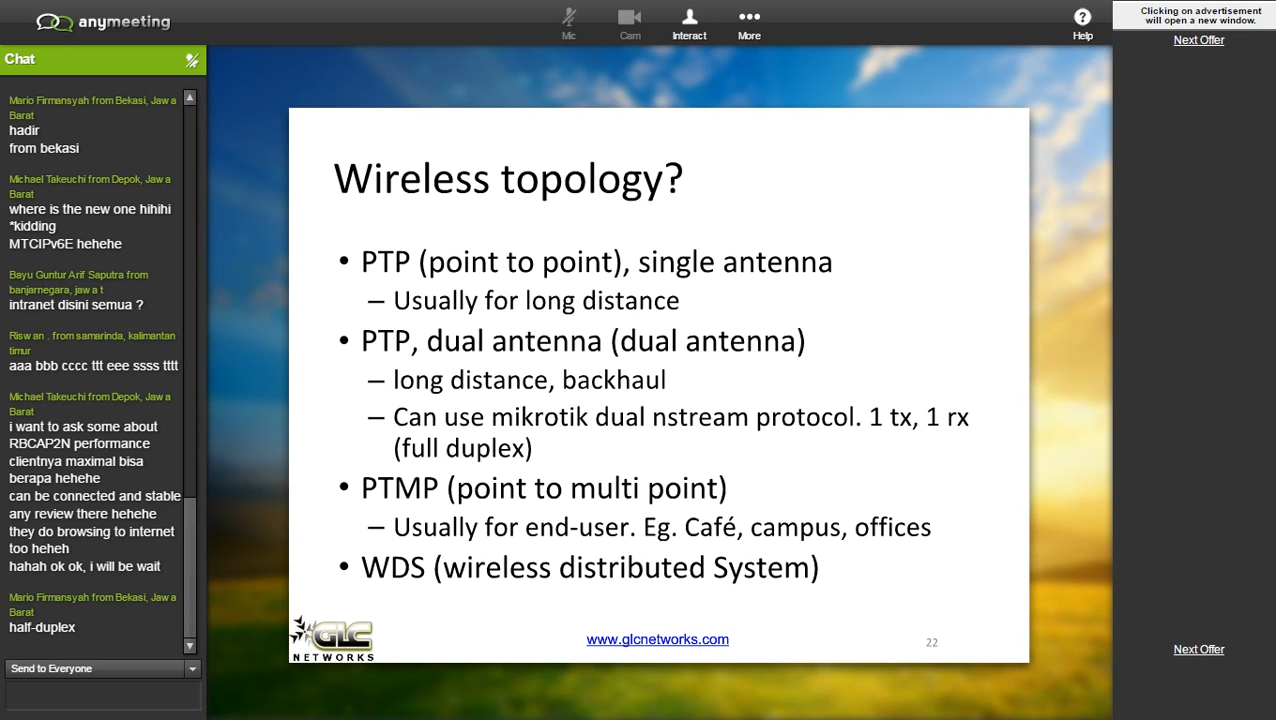 anymeeting
Mic
Cam
Interact
More
Help
Clicking on advertisement
will open a new window.
Next Offer
Chat
Mario Firmansyah from Bekasi, Jawa
Barat
hadir
from bekasi
Michael Takeuchi from Depok, Jawa
Barat
where is the new one hihihi
*kidding
MTCIPv6E hehehe
Bayu Guntur Arif Saputra from
banjarnegara, jawa t
intranet disini semua ?
Riswan . from samarinda, kalimantan
timur
aaa bbb cccc ttt eee ssss tttt
Michael Takeuchi from Depok, Jawa
Barat
i want to ask some about
RBCAP2N performance
clientnya maximal bisa
berapa hehehe
can be connected and stable
any review there hehehe
they do browsing to internet
too heheh
hahah ok ok, i will be wait
Mario Firmansyah from Bekasi, Jawa
Barat
half-duplex
Send to Everyone
Wireless topology?
• PTP (point to point), single antenna
– Usually for long distance
• PTP, dual antenna (dual antenna)
– long distance, backhaul
– Can use mikrotik dual nstream protocol. 1 tx, 1 rx
(full duplex)
• PTMP (point to multi point)
– Usually for end-user. Eg. Café, campus, offices
• WDS (wireless distributed System)
GLC
NETWORKS
www.glcnetworks.com
22
Next Offer